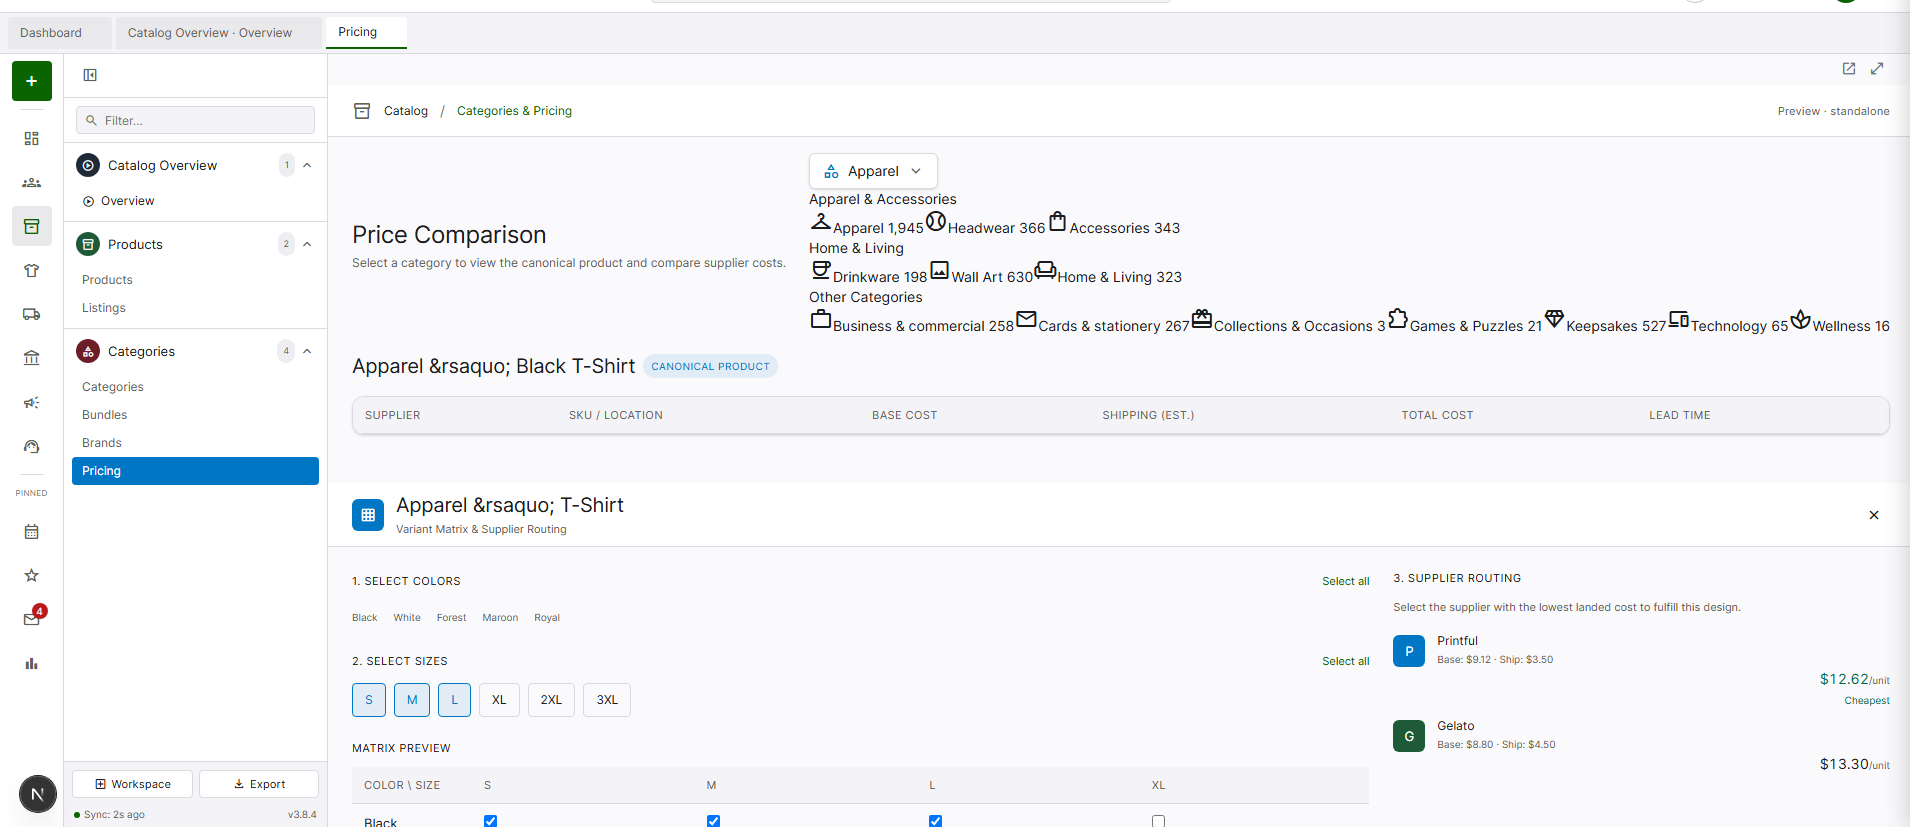 Dashboard
Catalog Overview · Overview
Pricing
Filter...
Catalog Overview 1
Overview
Products 2
Products
Listings
Categories 4
Categories
Bundles
Brands
Pricing
PINNED
4
N
Workspace
Export
Sync: 2s ago
v3.8.4
Catalog / Categories & Pricing
Preview · standalone
Price Comparison
Select a category to view the canonical product and compare supplier costs.
Apparel
Apparel & Accessories
Apparel 1,945 Headwear 366 Accessories 343
Home & Living
Drinkware 198 Wall Art 630 Home & Living 323
Other Categories
Business & commercial 258 Cards & stationery 267 Collections & Occasions 3 Games & Puzzles 21 Keepsakes 527 Technology 65 Wellness 16
Apparel &rsaquo; Black T-Shirt CANONICAL PRODUCT
SUPPLIER SKU / LOCATION BASE COST SHIPPING (EST.) TOTAL COST LEAD TIME
Apparel &rsaquo; T-Shirt
Variant Matrix & Supplier Routing
1. SELECT COLORS Select all
Black White Forest Maroon Royal
2. SELECT SIZES Select all
S M L XL 2XL 3XL
MATRIX PREVIEW
COLOR \ SIZE S M L XL
Black
3. SUPPLIER ROUTING
Select the supplier with the lowest landed cost to fulfill this design.
P Printful
Base: $9.12 · Ship: $3.50
$12.62/unit
Cheapest
G Gelato
Base: $8.80 · Ship: $4.50
$13.30/unit